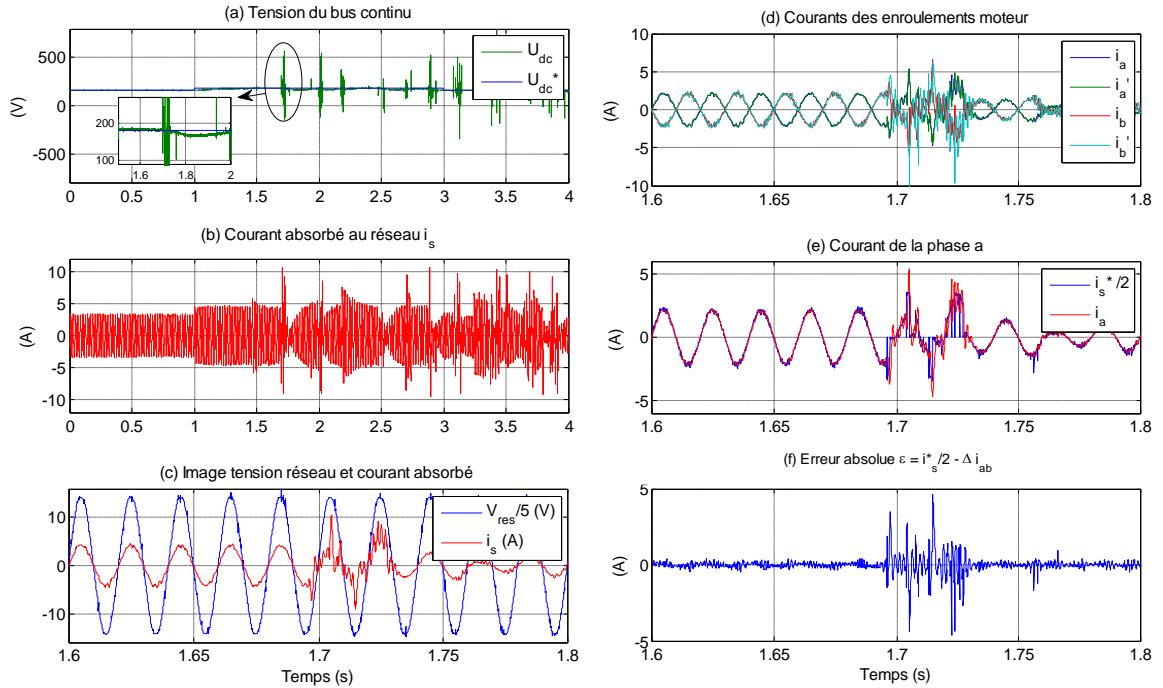 (a) Tension du bus continu
500
0
-500
(V)
U_dc
U_dc*
200
100
1.6
1.8
2
0 0.5 1 1.5 2 2.5 3 3.5 4
(b) Courant absorbé au réseau i_s
10
5
0
-5
-10
(A)
0 0.5 1 1.5 2 2.5 3 3.5 4
(c) Image tension réseau et courant absorbé
10
0
-10
V_res/5 (V)
i_s (A)
1.6 1.65 1.7 1.75 1.8
Temps (s)
(d) Courants des enroulements moteur
10
5
0
-5
-10
(A)
i_a
i_a'
i_b
i_b'
1.6 1.65 1.7 1.75 1.8
(e) Courant de la phase a
5
0
-5
(A)
i_s*/2
i_a
1.6 1.65 1.7 1.75 1.8
(f) Erreur absolue ε = i*_s/2 - Δ i_ab
5
0
-5
(A)
1.6 1.65 1.7 1.75 1.8
Temps (s)